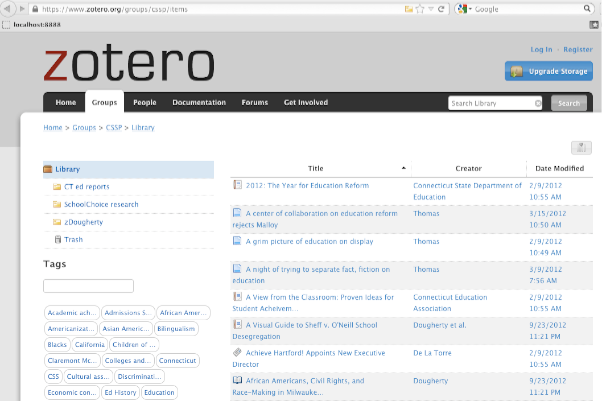 https://www.zotero.org/groups/cssp/items
Google
localhost:8888
zotero
Log In · Register
Upgrade Storage
Home Groups People Documentation Forums Get Involved
Search Library
Search
Home > Groups > CSSP > Library
Library
CT ed reports
SchoolChoice research
zDougherty
Trash
Tags
Academic ach... Admissions S... African Amer...
Americanizat... Asian Americ... Bilingualism
Blacks California Children of ...
Claremont Mc... Colleges and... Connecticut
CSS Cultural ass... Discriminati...
Economic con... Ed History Education
Title Creator Date Modified
2012: The Year for Education Reform Connecticut State Department of 2/9/2012
Education 10:55 AM
A center of collaboration on education reform Thomas 3/15/2012
rejects Malloy 10:50 AM
A grim picture of education on display Thomas 2/9/2012
10:49 AM
A night of trying to separate fact, fiction on Thomas 3/9/2012
education 2:56 AM
A View from the Classroom: Proven Ideas for Connecticut Education 2/9/2012
Student Acheivem... Association 10:55 AM
A Visual Guide to Sheff v. O'Neill School Dougherty et al. 9/23/2012
Desegregation 11:21 PM
Achieve Hartford! Appoints New Executive De La Torre 2/9/2012
Director 10:55 AM
African Americans, Civil Rights, and Dougherty 9/23/2012
Race-Making in Milwauke... 11:21 PM